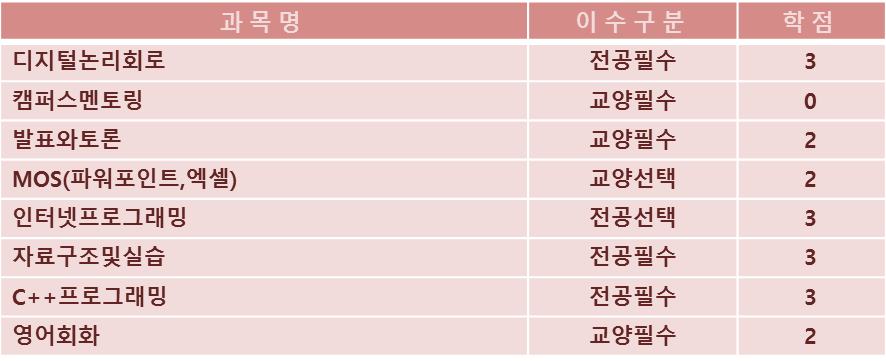 과 목 명 이 수 구 분 학 점
디지털논리회로 전공필수 3
캠퍼스멘토링 교양필수 0
발표와토론 교양필수 2
MOS(파워포인트,엑셀) 교양선택 2
인터넷프로그래밍 전공선택 3
자료구조및실습 전공필수 3
C++프로그래밍 전공필수 3
영어회화 교양필수 2